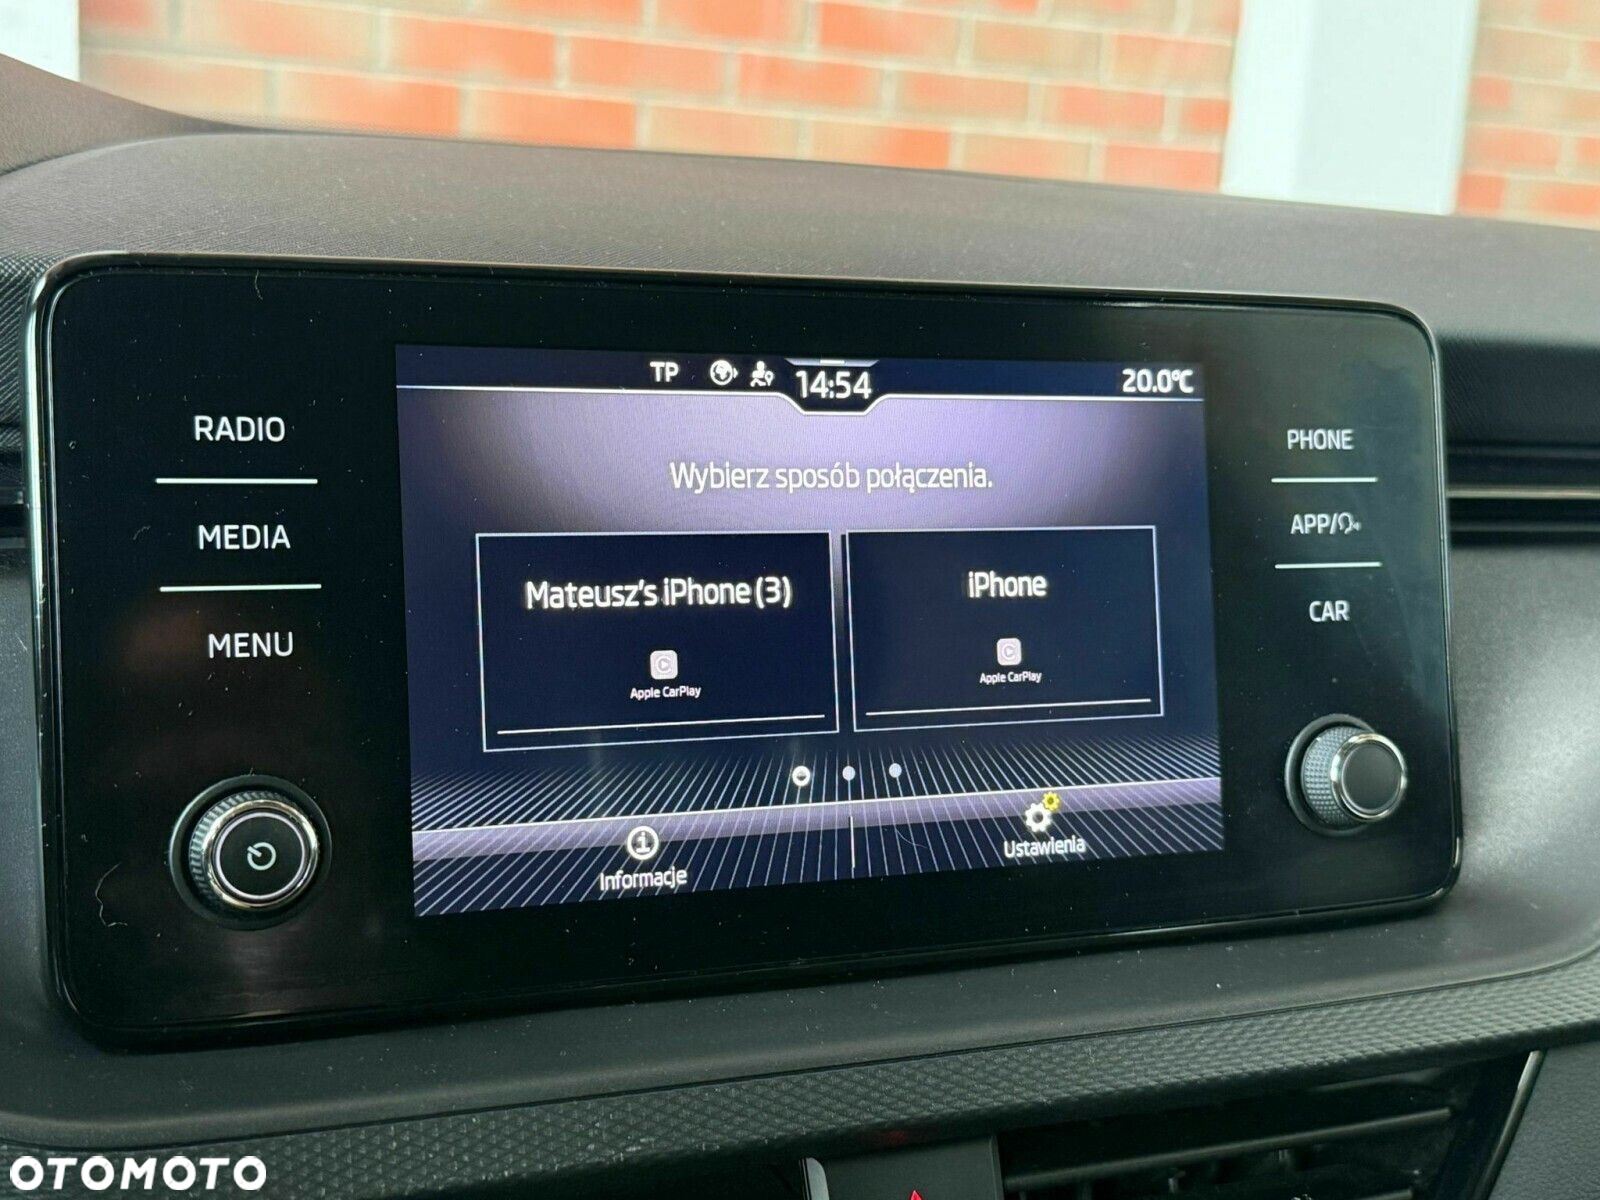 TP
14:54
20.0°C
RADIO
MEDIA
MENU
Wybierz sposób połączenia.
Mateusz's iPhone (3)
Apple CarPlay
iPhone
Apple CarPlay
Informacje
Ustawienia
PHONE
APP/
CAR
OTOMOTO